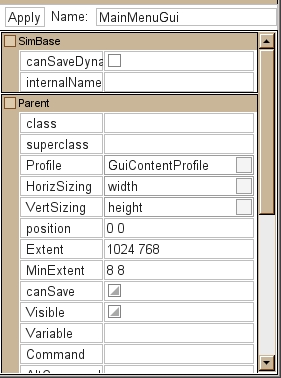 Apply Name: MainMenuGui
SimBase
canSaveDyna
internalName
Parent
class
superclass
Profile GuiContentProfile
HorizSizing width
VertSizing height
position 0 0
Extent 1024 768
MinExtent 8 8
canSave
Visible
Variable
Command